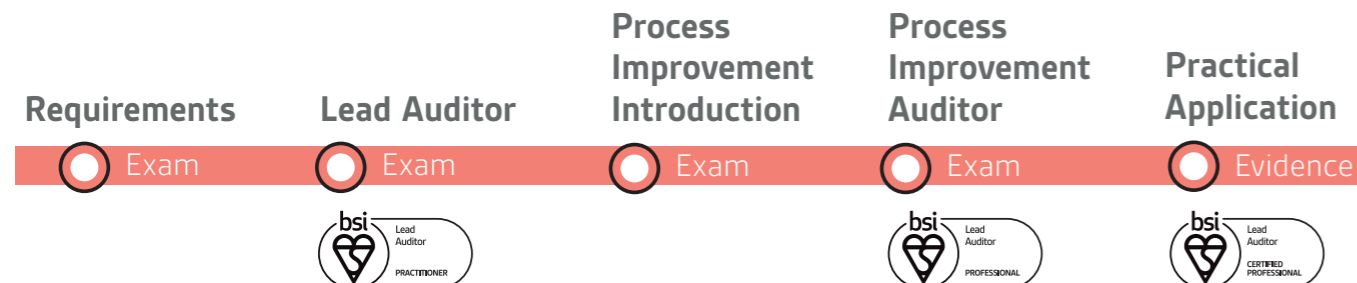 Requirements
Lead Auditor
Process
Improvement
Introduction
Process
Improvement
Auditor
Practical
Application
Exam
Exam
Exam
Exam
Evidence
bsi
Lead
Auditor
PRACTITIONER
bsi
Lead
Auditor
PROFESSIONAL
bsi
Lead
Auditor
CERTIFIED
PROFESSIONAL